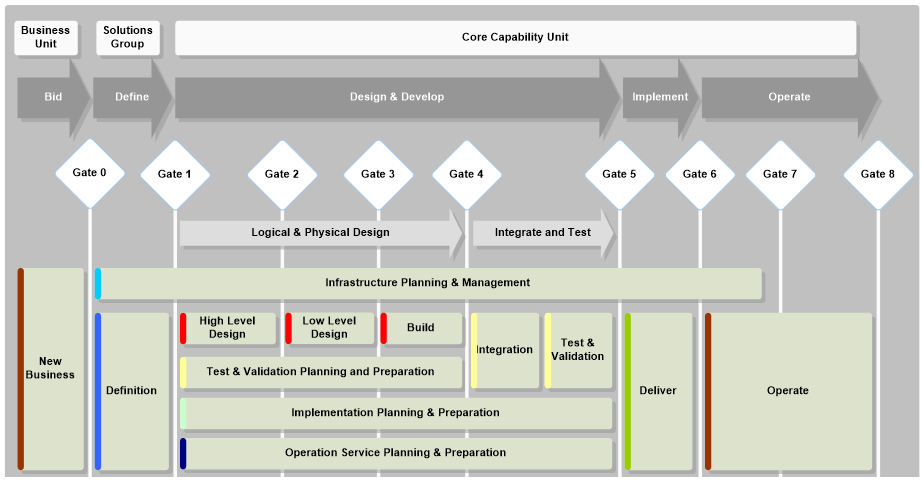 Business
Unit
Solutions
Group
Core Capability Unit
Bid
Define
Design & Develop
Implement
Operate
Gate 0
Gate 1
Gate 2
Gate 3
Gate 4
Gate 5
Gate 6
Gate 7
Gate 8
Logical & Physical Design
Integrate and Test
Infrastructure Planning & Management
New
Business
Definition
High Level
Design
Low Level
Design
Build
Integration
Test &
Validation
Test & Validation Planning and Preparation
Implementation Planning & Preparation
Operation Service Planning & Preparation
Deliver
Operate